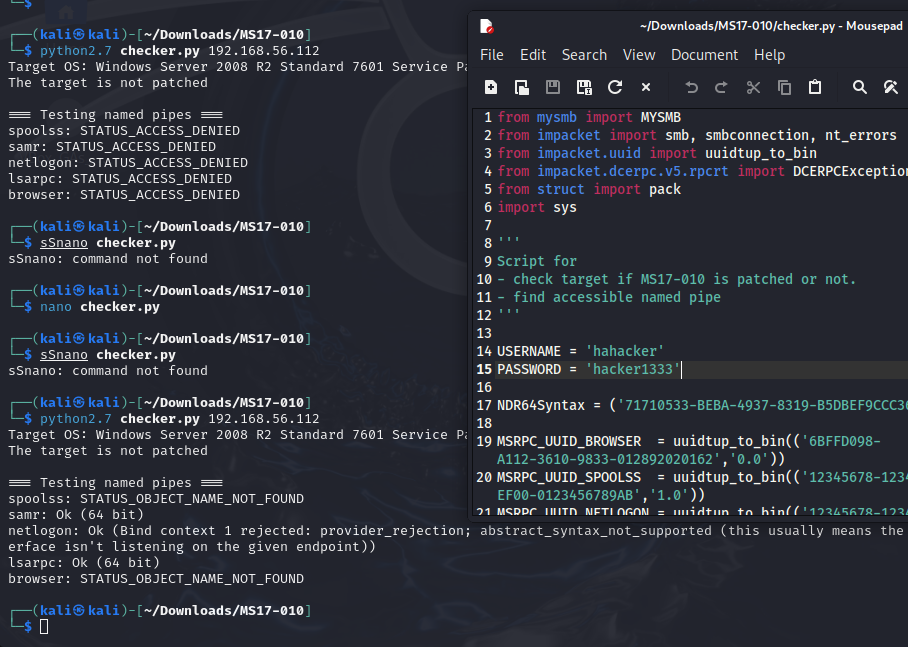 └─$
┌──(kali㉿kali)-[~/Downloads/MS17-010]
└─$ python2.7 checker.py 192.168.56.112
Target OS: Windows Server 2008 R2 Standard 7601 Service Pa
The target is not patched
=== Testing named pipes ===
spoolss: STATUS_ACCESS_DENIED
samr: STATUS_ACCESS_DENIED
netlogon: STATUS_ACCESS_DENIED
lsarpc: STATUS_ACCESS_DENIED
browser: STATUS_ACCESS_DENIED
┌──(kali㉿kali)-[~/Downloads/MS17-010]
└─$ sSnano checker.py
sSnano: command not found
┌──(kali㉿kali)-[~/Downloads/MS17-010]
└─$ nano checker.py
┌──(kali㉿kali)-[~/Downloads/MS17-010]
└─$ sSnano checker.py
sSnano: command not found
┌──(kali㉿kali)-[~/Downloads/MS17-010]
└─$ python2.7 checker.py 192.168.56.112
Target OS: Windows Server 2008 R2 Standard 7601 Service Pa
The target is not patched
=== Testing named pipes ===
spoolss: STATUS_OBJECT_NAME_NOT_FOUND
samr: Ok (64 bit)
netlogon: Ok (Bind context 1 rejected: provider_rejection; abstract_syntax_not_supported (this usually means the
erface isn't listening on the given endpoint))
lsarpc: Ok (64 bit)
browser: STATUS_OBJECT_NAME_NOT_FOUND
┌──(kali㉿kali)-[~/Downloads/MS17-010]
└─$
~/Downloads/MS17-010/checker.py - Mousepad
File Edit Search View Document Help
1 from mysmb import MYSMB
2 from impacket import smb, smbconnection, nt_errors
3 from impacket.uuid import uuidtup_to_bin
4 from impacket.dcerpc.v5.rpcrt import DCERPCException
5 from struct import pack
6 import sys
7
8 '''
9 Script for
10 - check target if MS17-010 is patched or not.
11 - find accessible named pipe
12 '''
13
14 USERNAME = 'hahacker'
15 PASSWORD = 'hacker1333'
16
17 NDR64Syntax = ('71710533-BEBA-4937-8319-B5DBEF9CCC36
18
19 MSRPC_UUID_BROWSER  = uuidtup_to_bin(('6BFFD098-
A112-3610-9833-012892020162','0.0'))
20 MSRPC_UUID_SPOOLSS  = uuidtup_to_bin(('12345678-1234
EF00-0123456789AB','1.0'))
21 MSRPC_UUID_NETLOGON = uuidtup_to_bin(('12345678-1234